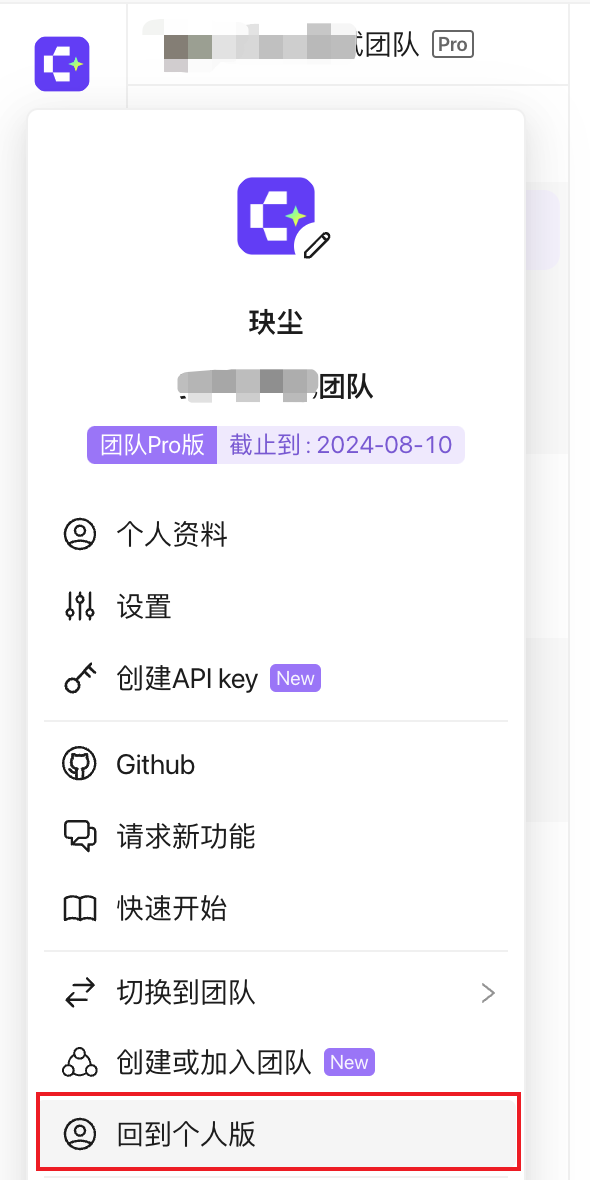 团队 Pro
玦尘
团队
团队Pro版 截止到:2024-08-10
个人资料
设置
创建API key New
Github
请求新功能
快速开始
切换到团队
创建或加入团队 New
回到个人版